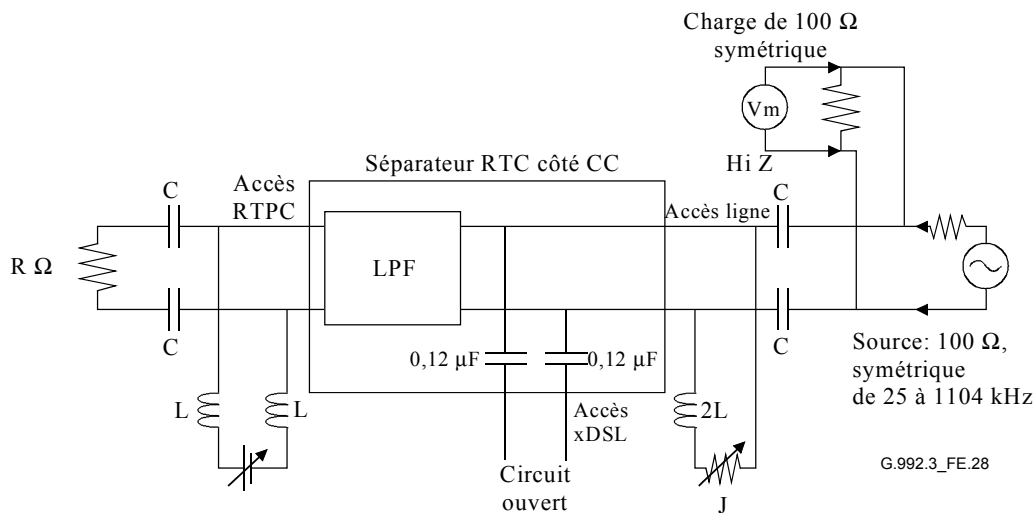 Charge de 100 Ω
symétrique
Vm
Hi Z
Séparateur RTC côté CC
Accès
RTPC
Accès ligne
C
C
R Ω
LPF
C
C
0,12 µF
0,12 µF
Source: 100 Ω,
symétrique
de 25 à 1104 kHz
L
L
2L
Accès
xDSL
Circuit
ouvert
J
G.992.3_FE.28